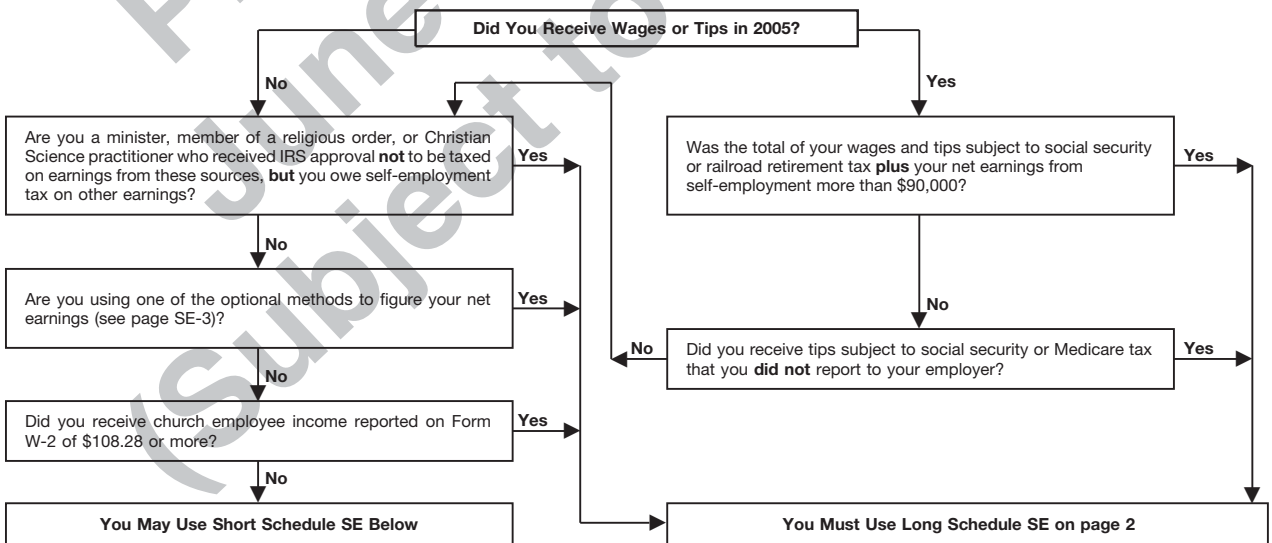 Did You Receive Wages or Tips in 2005?
No
Yes
Are you a minister, member of a religious order, or Christian
Science practitioner who received IRS approval not to be taxed
on earnings from these sources, but you owe self-employment
tax on other earnings?
Yes
Was the total of your wages and tips subject to social security
or railroad retirement tax plus your net earnings from
self-employment more than $90,000?
Yes
No
Are you using one of the optional methods to figure your net
earnings (see page SE-3)?
Yes
No
No
Did you receive tips subject to social security or Medicare tax
that you did not report to your employer?
Yes
No
Did you receive church employee income reported on Form
W-2 of $108.28 or more?
Yes
No
You May Use Short Schedule SE Below
You Must Use Long Schedule SE on page 2
June
(Subject to